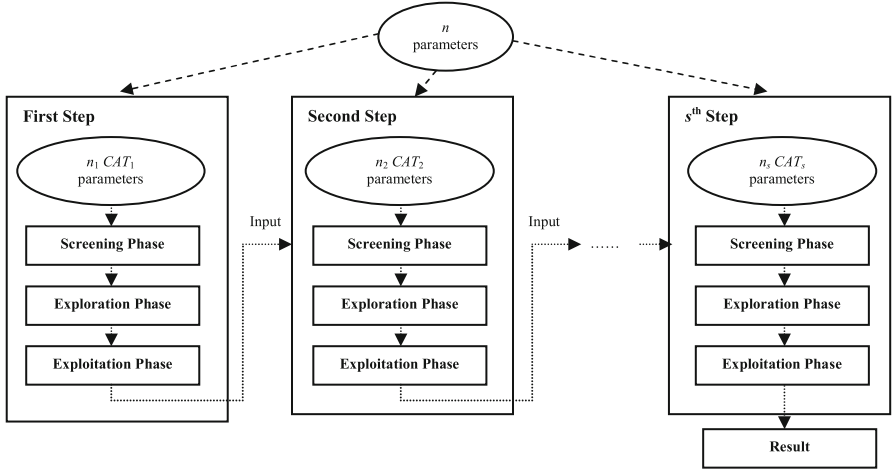 n
parameters
First Step
n₁ CAT₁
parameters
Screening Phase
Exploration Phase
Exploitation Phase
Input
Second Step
n₂ CAT₂
parameters
Screening Phase
Exploration Phase
Exploitation Phase
Input
......
sᵗʰ Step
nₛ CATₛ
parameters
Screening Phase
Exploration Phase
Exploitation Phase
Result